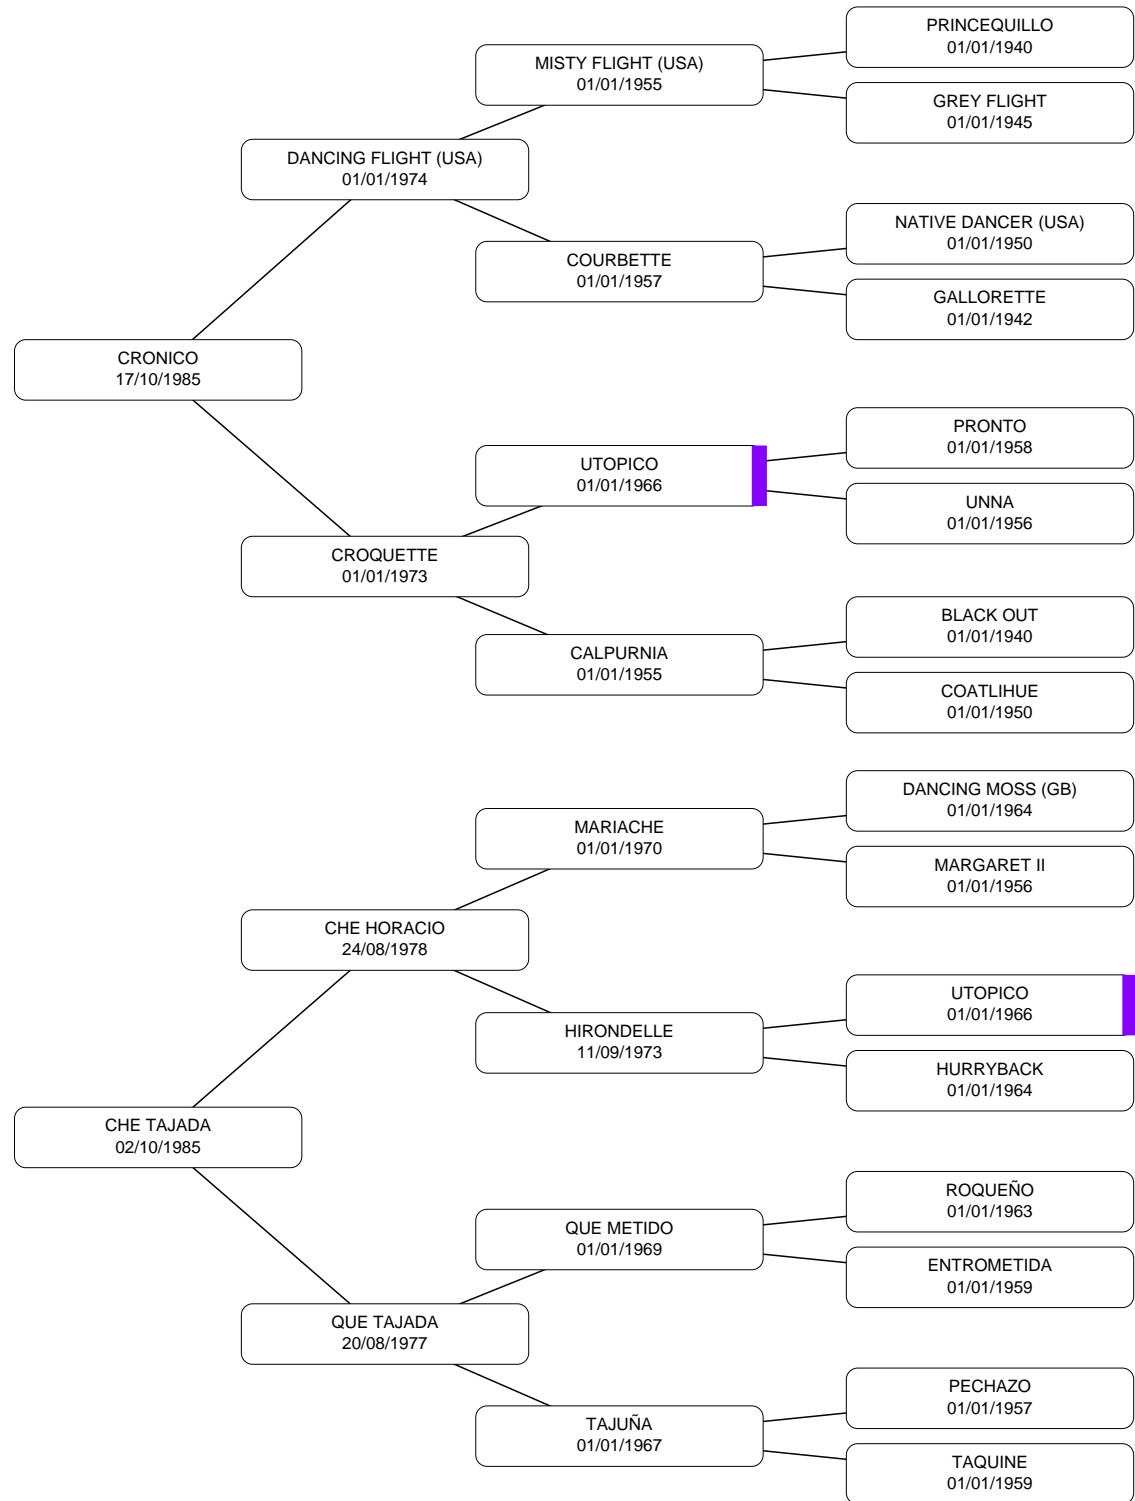 PRINCEQUILLO
01/01/1940
MISTY FLIGHT (USA)
01/01/1955
GREY FLIGHT
01/01/1945
DANCING FLIGHT (USA)
01/01/1974
NATIVE DANCER (USA)
01/01/1950
COURBETTE
01/01/1957
GALLORETTE
01/01/1942
CRONICO
17/10/1985
PRONTO
01/01/1958
UTOPICO
01/01/1966
UNNA
01/01/1956
CROQUETTE
01/01/1973
BLACK OUT
01/01/1940
CALPURNIA
01/01/1955
COATLIHUE
01/01/1950
DANCING MOSS (GB)
01/01/1964
MARIACHE
01/01/1970
MARGARET II
01/01/1956
CHE HORACIO
24/08/1978
UTOPICO
01/01/1966
HIRONDELLE
11/09/1973
HURRYBACK
01/01/1964
CHE TAJADA
02/10/1985
ROQUEÑO
01/01/1963
QUE METIDO
01/01/1969
ENTROMETIDA
01/01/1959
QUE TAJADA
20/08/1977
PECHAZO
01/01/1957
TAJUÑA
01/01/1967
TAQUINE
01/01/1959